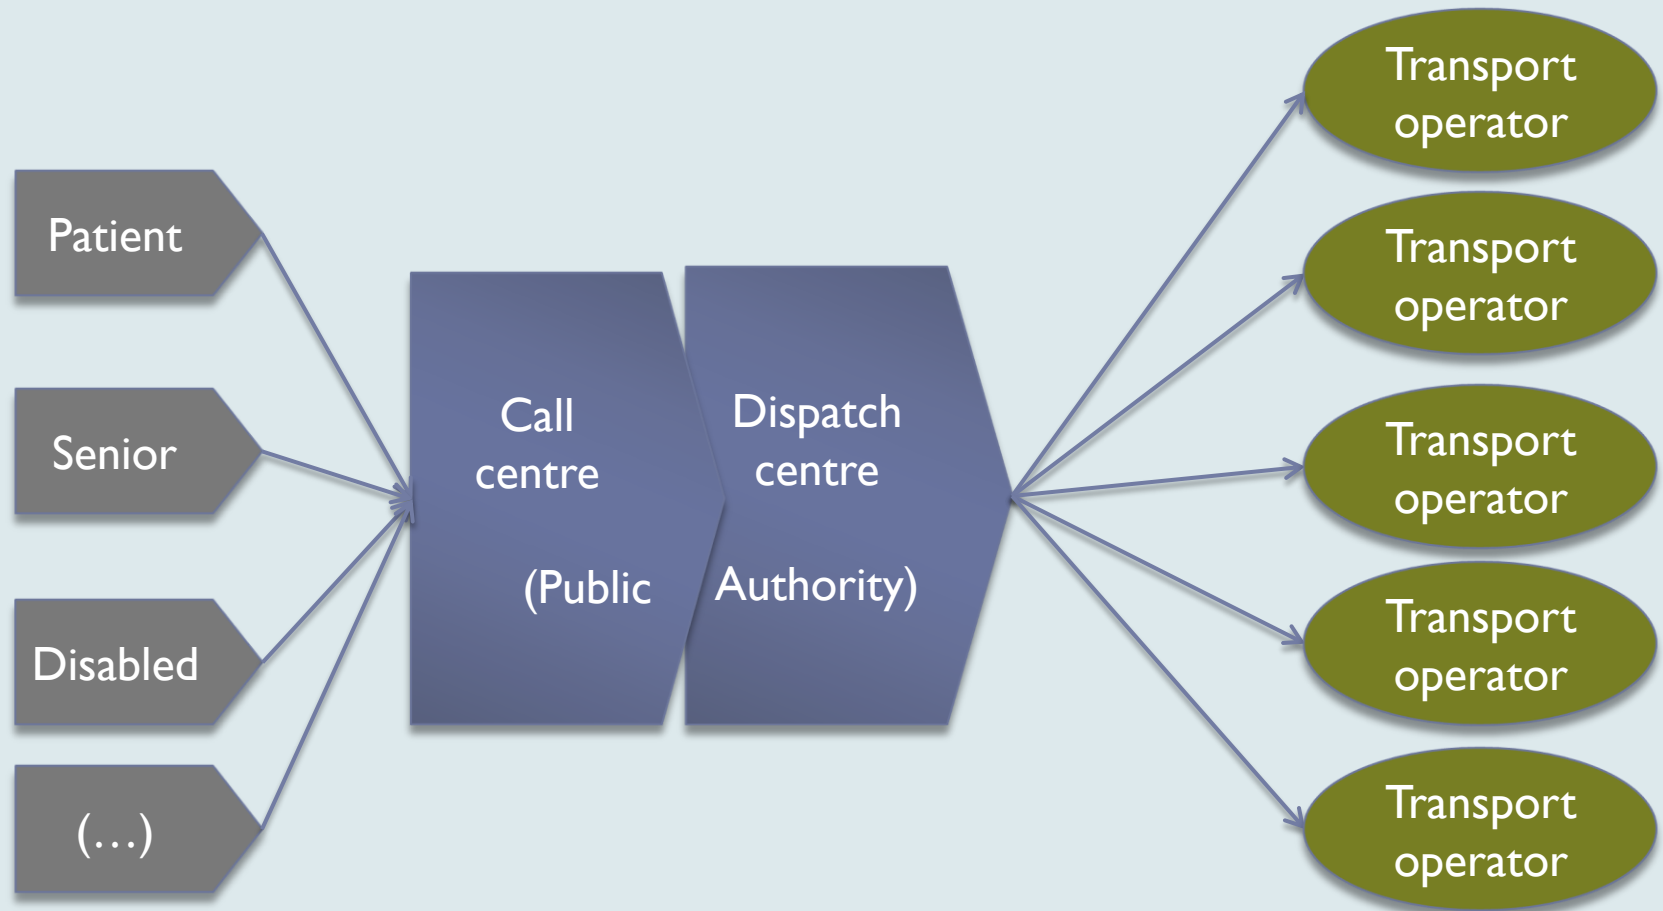 Patient
Senior
Disabled
(...)
Call
centre
(Public
Dispatch
centre
Authority)
Transport
operator
Transport
operator
Transport
operator
Transport
operator
Transport
operator